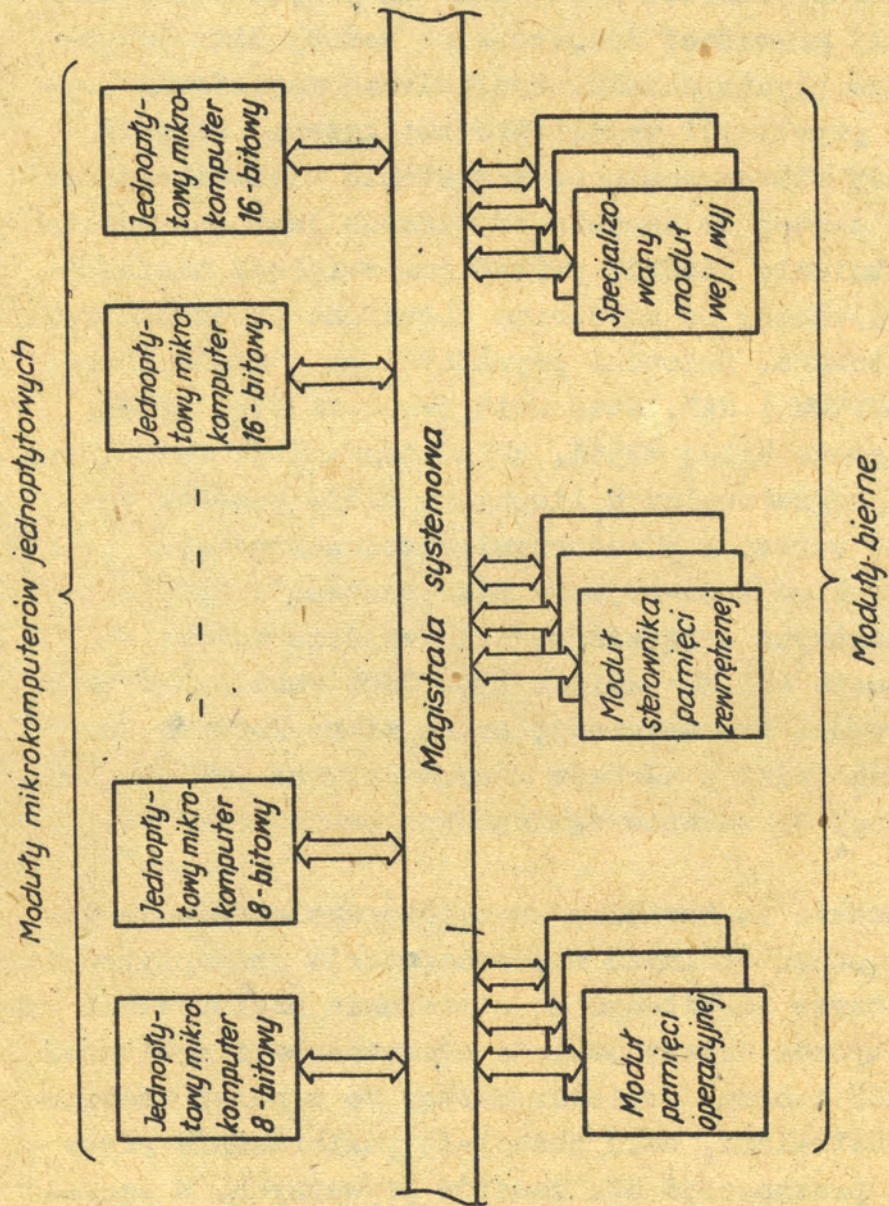 Moduły mikrokomputerów jednopłytowych
Jednopły-
towy mikro
komputer
8-bitowy
Jednopły-
towy mikro-
komputer
8-bitowy
Jednopły-
towy mikro-
komputer
16-bitowy
Jednopły-
towy mikro-
komputer
16-bitowy
Magistrala systemowa
Moduł
pamięci
operacyjnej
Moduł
sterownika
pamięci
zewnętrznej
Specjalizo-
wany
moduł
wej / wyj
Moduły bierne